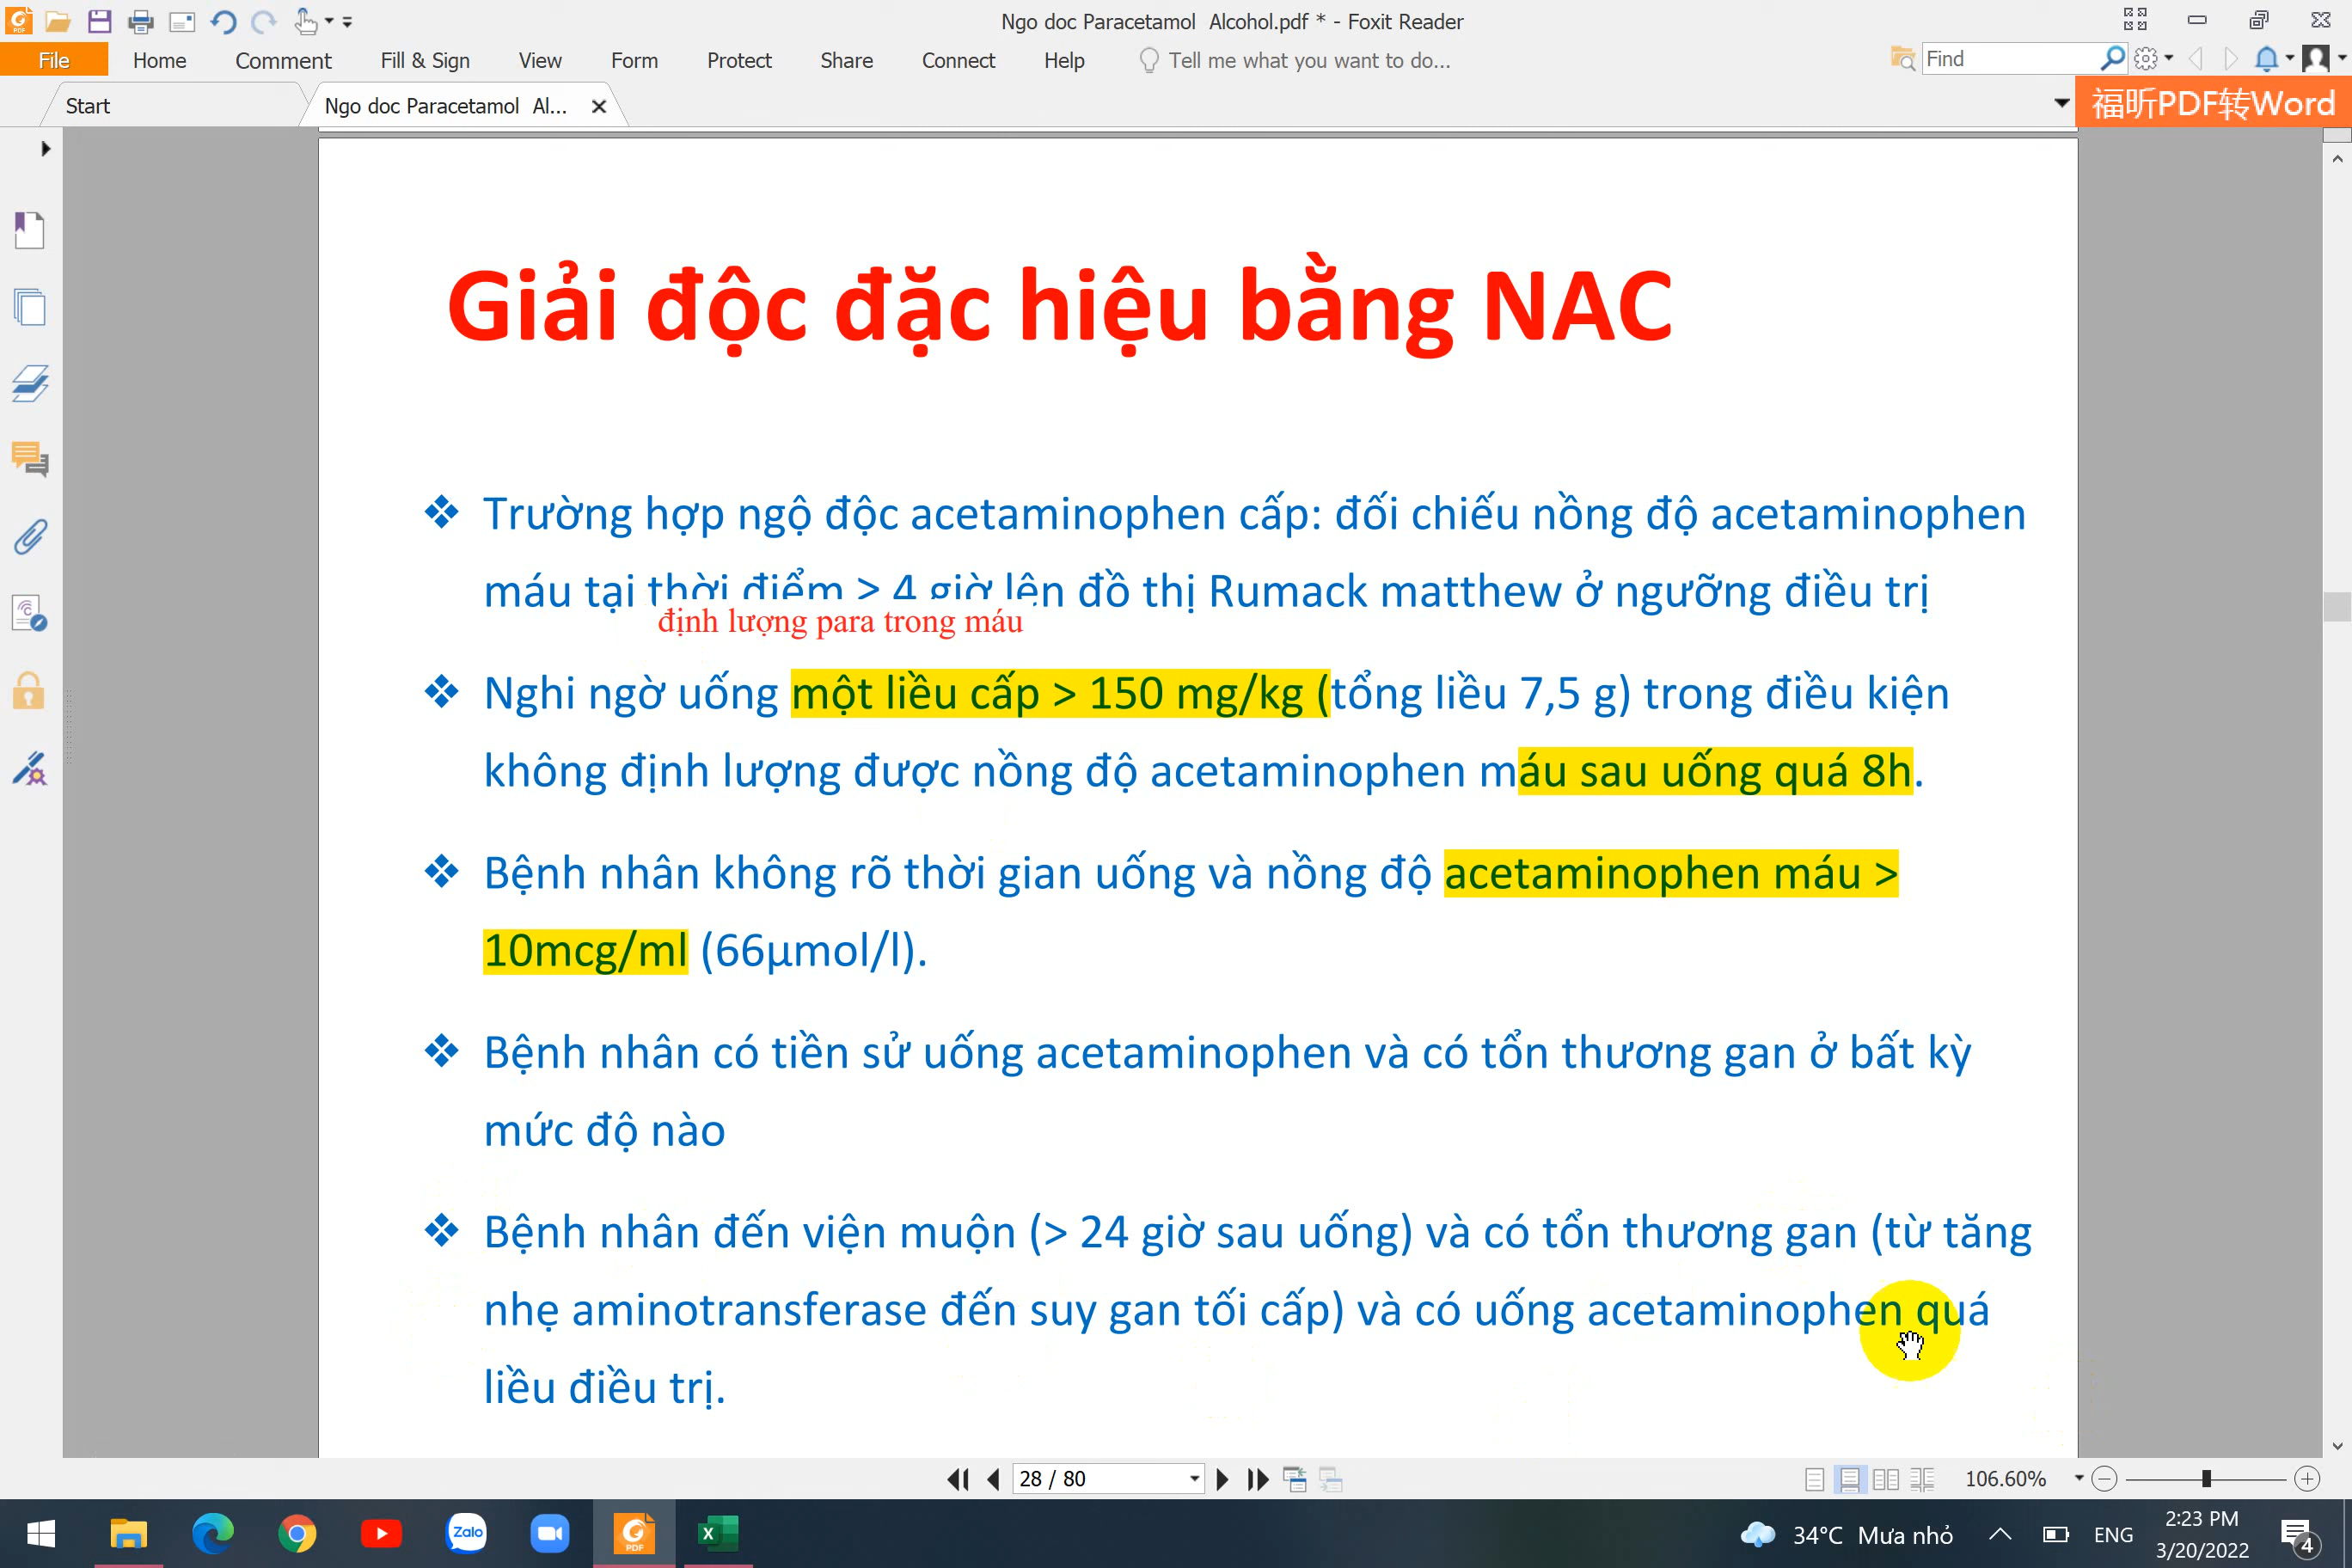 Ngo doc Paracetamol  Alcohol.pdf * - Foxit Reader
File Home Comment Fill & Sign View Form Protect Share Connect Help Tell me what you want to do... Find
Start Ngo doc Paracetamol  Al... 福昕PDF转Word
Giải độc đặc hiệu bằng NAC
❖ Trường hợp ngộ độc acetaminophen cấp: đối chiếu nồng độ acetaminophen
máu tại thời điểm > 4 giờ lên đồ thị Rumack matthew ở ngưỡng điều trị
định lượng para trong máu
❖ Nghi ngờ uống một liều cấp > 150 mg/kg (tổng liều 7,5 g) trong điều kiện
không định lượng được nồng độ acetaminophen máu sau uống quá 8h.
❖ Bệnh nhân không rõ thời gian uống và nồng độ acetaminophen máu >
10mcg/ml (66µmol/l).
❖ Bệnh nhân có tiền sử uống acetaminophen và có tổn thương gan ở bất kỳ
mức độ nào
❖ Bệnh nhân đến viện muộn (> 24 giờ sau uống) và có tổn thương gan (từ tăng
nhẹ aminotransferase đến suy gan tối cấp) và có uống acetaminophen quá
liều điều trị.
28 / 80 106.60%
Zalo PDF 34°C Mưa nhỏ ENG 2:23 PM
3/20/2022 4